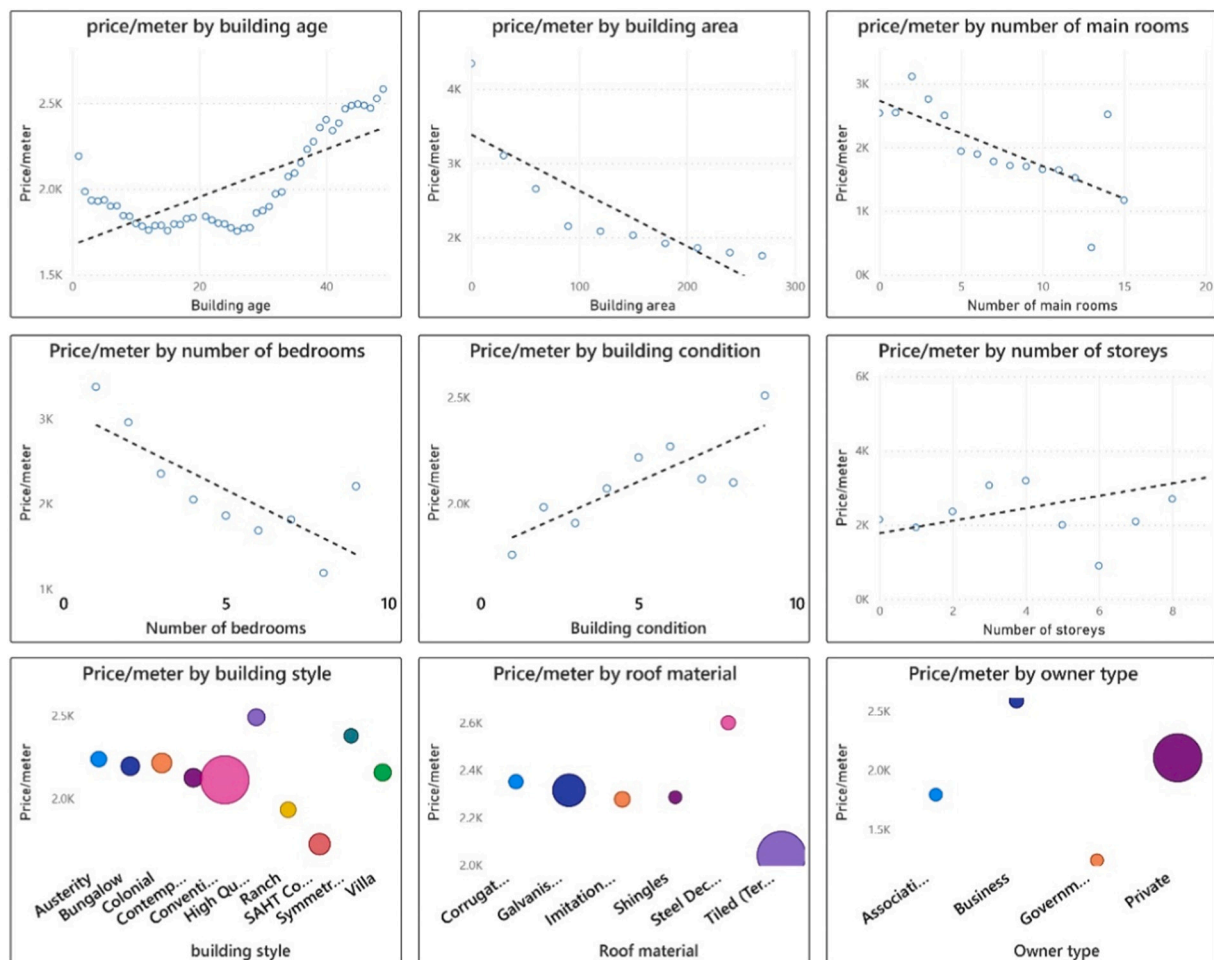 price/meter by building age
Price/meter
2.5K
2.0K
1.5K
0
20
40
Building age
price/meter by building area
Price/meter
4K
3K
2K
0
100
200
300
Building area
price/meter by number of main rooms
Price/meter
3K
2K
1K
0K
0
5
10
15
20
Number of main rooms
Price/meter by number of bedrooms
Price/meter
3K
2K
1K
0
5
10
Number of bedrooms
Price/meter by building condition
Price/meter
2.5K
2.0K
0
5
10
Building condition
Price/meter by number of storeys
Price/meter
6K
4K
2K
0K
0
2
4
6
8
Number of storeys
Price/meter by building style
Price/meter
2.5K
2.0K
Austerity
Bungalow
Colonial
Contemp...
Conventi...
High Qu...
Ranch
SAHT Co...
Symmetr...
Villa
building style
Price/meter by roof material
Price/meter
2.6K
2.4K
2.2K
2.0K
Corrugat...
Galvanis...
Imitation...
Shingles
Steel Dec...
Tiled (Ter...
Roof material
Price/meter by owner type
Price/meter
2.5K
2.0K
1.5K
Associati...
Business
Governm...
Private
Owner type